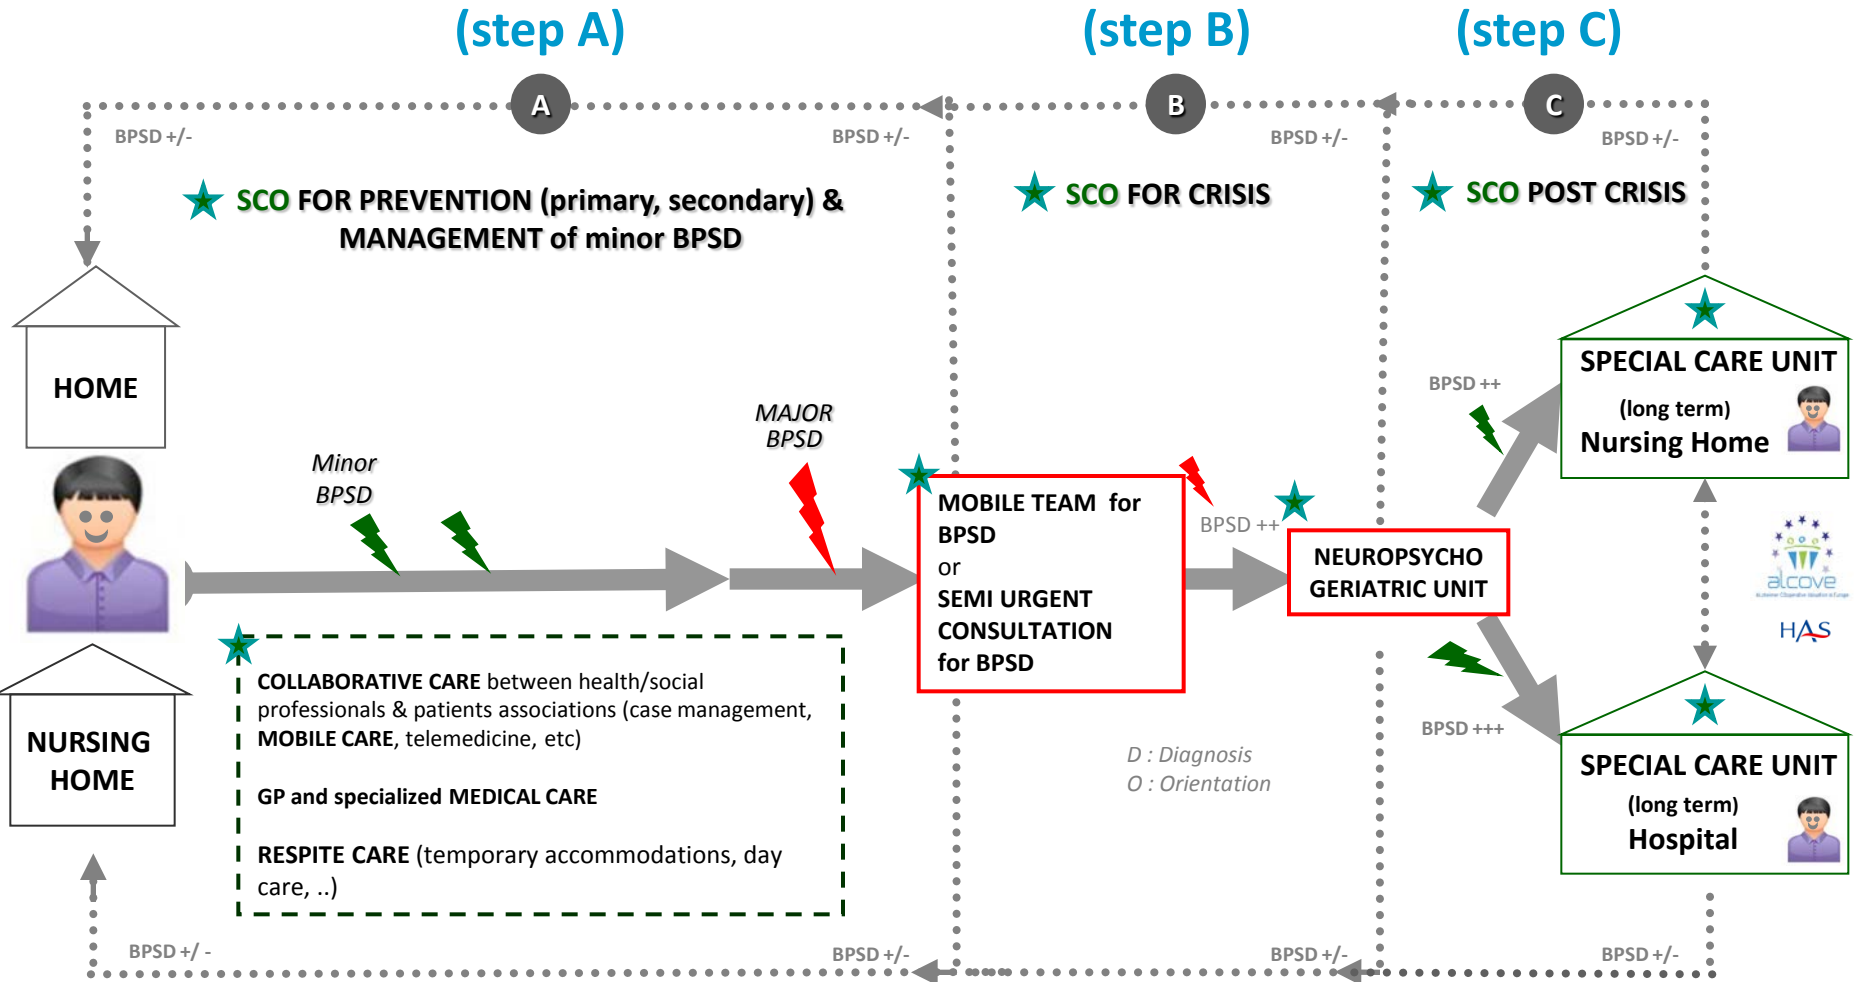 (step A)
(step B)
(step C)
A
B
C
BPSD +/-
BPSD +/-
BPSD +/-
BPSD +/-
SCO FOR PREVENTION (primary, secondary) &
MANAGEMENT of minor BPSD
SCO FOR CRISIS
SCO POST CRISIS
HOME
Minor
BPSD
MAJOR
BPSD
MOBILE TEAM for
BPSD
or
SEMI URGENT
CONSULTATION
for BPSD
BPSD ++
NEUROPSYCHO
GERIATRIC UNIT
BPSD ++
SPECIAL CARE UNIT
(long term)
Nursing Home
alcove
HAS
NURSING
HOME
COLLABORATIVE CARE between health/social
professionals & patients associations (case management,
MOBILE CARE, telemedicine, etc)
GP and specialized MEDICAL CARE
RESPITE CARE (temporary accommodations, day
care, ..)
D : Diagnosis
O : Orientation
BPSD +++
SPECIAL CARE UNIT
(long term)
Hospital
BPSD +/ -
BPSD +/-
BPSD +/-
BPSD +/-